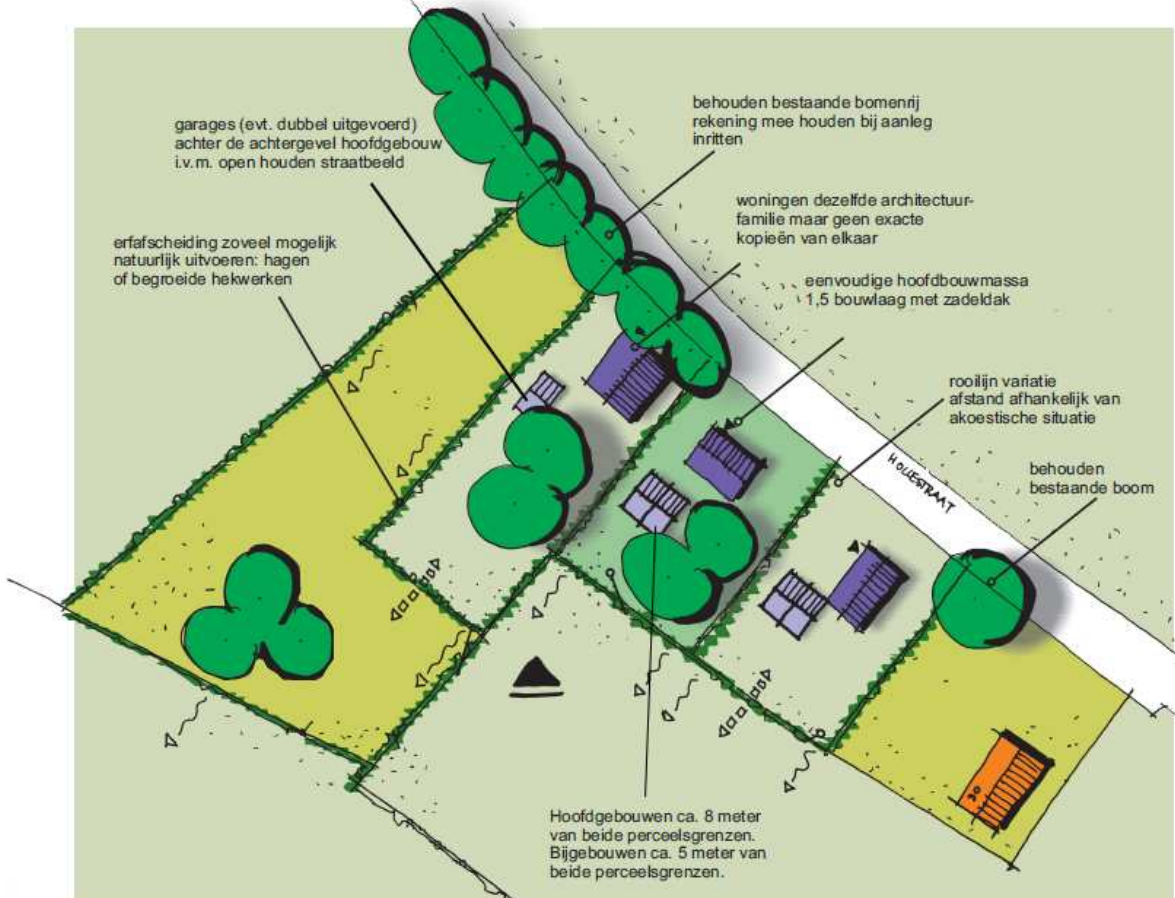 behouden bestaande bomenrij
rekening mee houden bij aanleg
inritten
garages (evt. dubbel uitgevoerd)
achter de achtergevel hoofdgebouw
i.v.m. open houden straatbeeld
woningen dezelfde architectuur-
familie maar geen exacte
kopieën van elkaar
erfafscheiding zoveel mogelijk
natuurlijk uitvoeren: hagen
of begroeide hekwerken
eenvoudige hoofdbouwmassa
1,5 bouwlaag met zadeldak
rooilijn variatie
afstand afhankelijk van
akoestische situatie
HOLLESTRAAT
behouden
bestaande boom
30
Hoofdgebouwen ca. 8 meter
van beide perceelsgrenzen.
Bijgebouwen ca. 5 meter van
beide perceelsgrenzen.